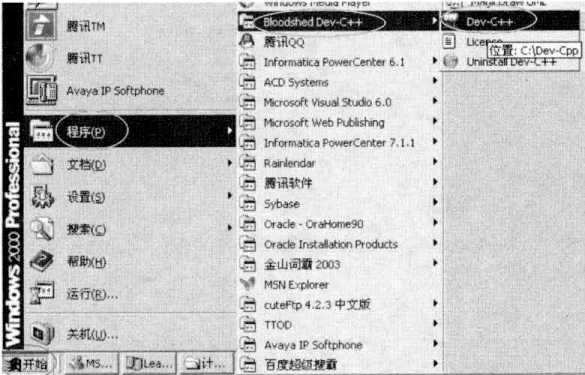 腾讯TM
腾讯TT
Avaya IP Softphone
程序(P)
文档(D)
设置(S)
搜索(C)
帮助(H)
运行(R)...
关机(U)...
Windows 2000 Professional
开始
MS...
Lea...
计...
Windows Media Player
Bloodshed Dev-C++
腾讯QQ
Informatica PowerCenter 6.1
ACD Systems
Microsoft Visual Studio 6.0
Microsoft Web Publishing
Informatica PowerCenter 7.1.1
Rainlendar
腾讯软件
Sybase
Oracle - OraHome90
Oracle Installation Products
金山词霸 2003
MSN Explorer
cuteFtp 4.2.3 中文版
TTOD
Avaya IP Softphone
百度超级搜霸
Dev-C++
License
位置: C:\Dev-Cpp
Uninstall Dev-C++